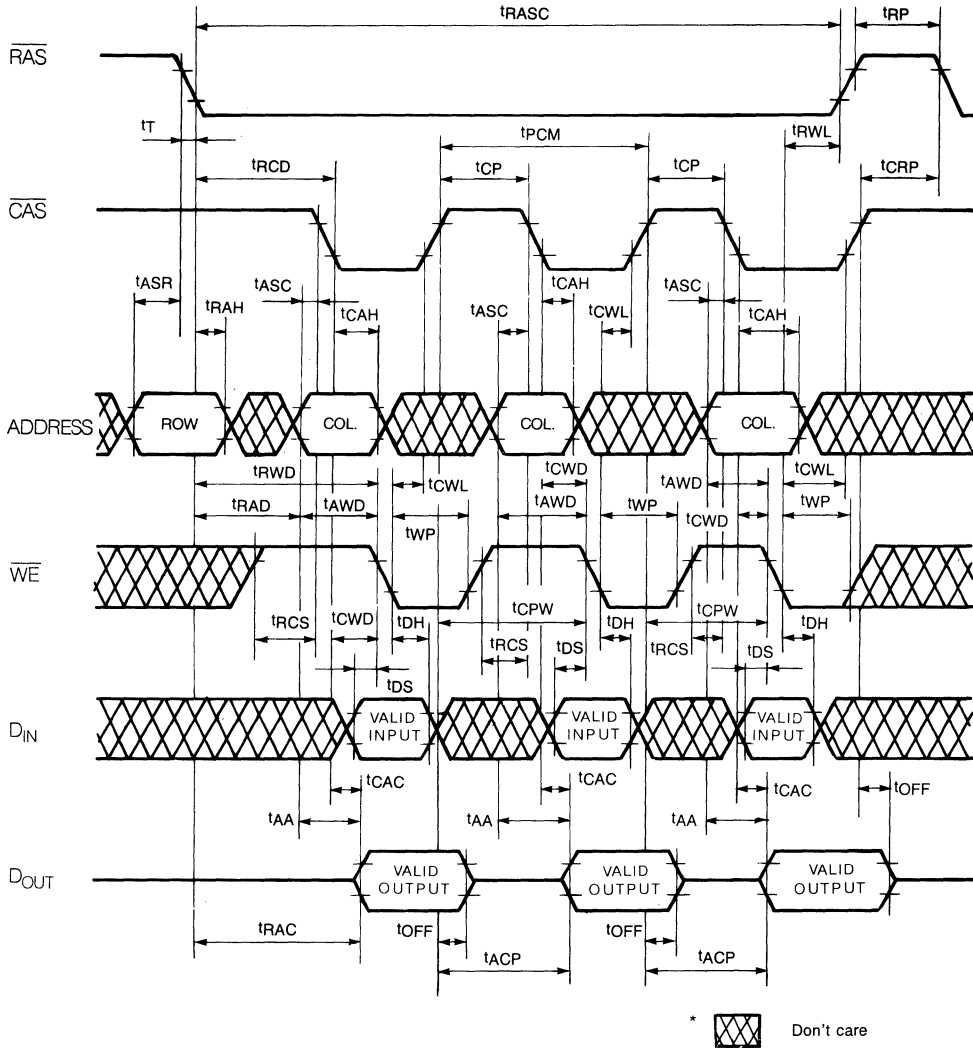 tRASC tRP
RAS
tT tPCM tRWL
tRCD tCP tCP tCRP
CAS
tASR tASC tCAH tASC
tRAH tCAH tASC tCWL tCAH
ADDRESS ROW COL. COL. COL.
tRWD tCWL tCWD tAWD tCWL
tRAD tAWD tWP tAWD tWP tCWD tWP
WE
tRCS tCWD tDH tCPW tDH tCPW tDH
tDS tRCS tDS tRCS tDS
DIN VALID INPUT VALID INPUT VALID INPUT
tCAC tCAC tCAC tOFF
tAA tAA tAA
DOUT VALID OUTPUT VALID OUTPUT VALID OUTPUT
tRAC tOFF tOFF
tACP tACP
* Don't care